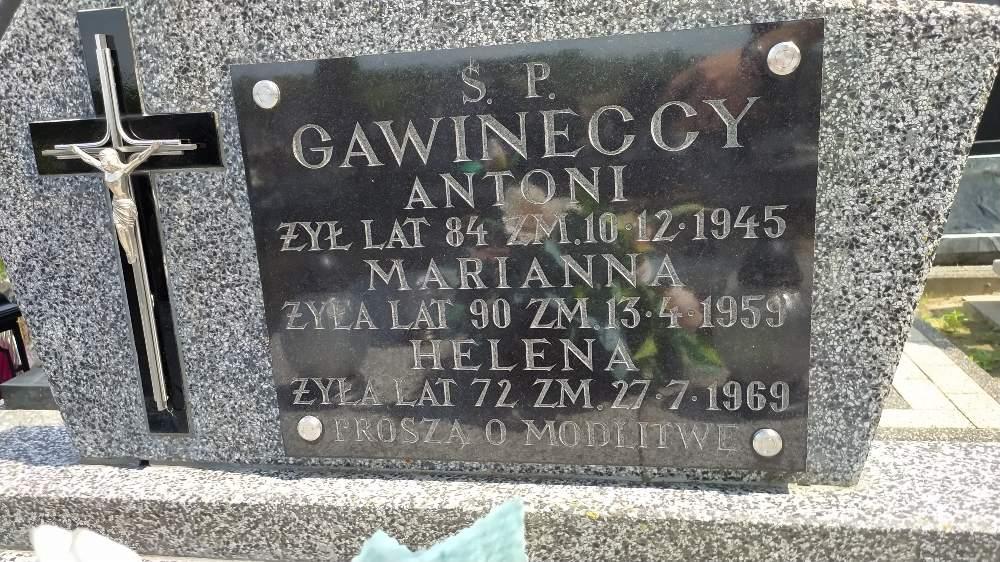 Ś. P.
GAWINECCY
ANTONI
ŻYŁ LAT 84 ZM. 10·12·1945
MARIANNA
ŻYŁA LAT 90 ZM. 13·4·1959
HELENA
ŻYŁA LAT 72 ZM. 27·7·1969
PROSZĄ O MODLITWE